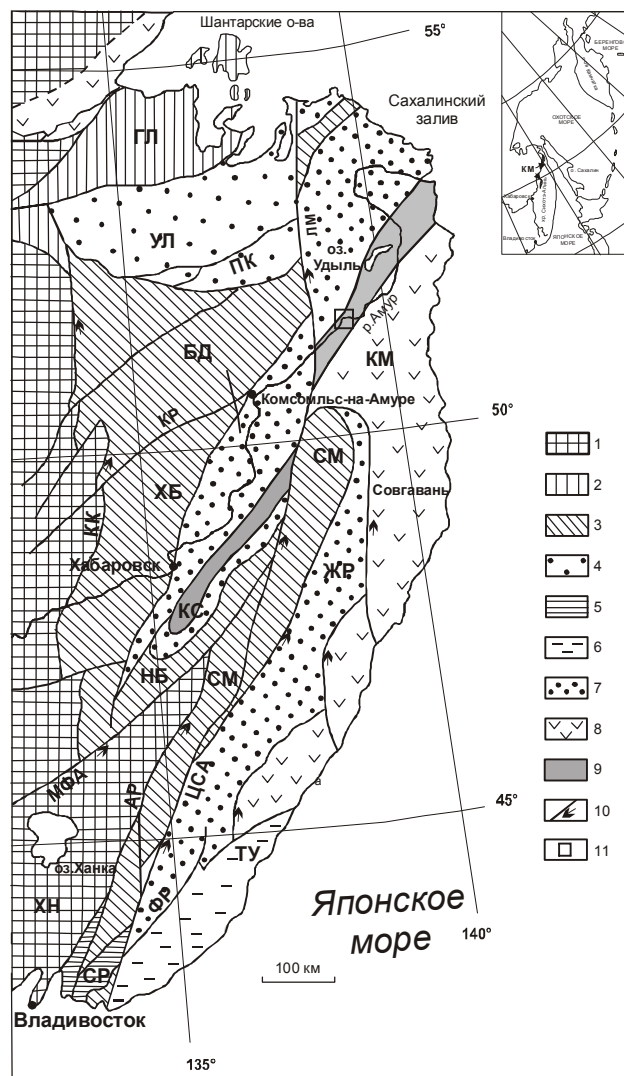 Шантарские о-ва
55°
Сахалинский
залив
ГЛ
УЛ
ПК
ЛМ
оз.
Удыль
р.Амур
КМ
БД
КР
Комсомльс-на-Амуре
50°
СМ
Совгавань
ХБ
КК
Хабаровск
ЖР
КС
НБ
СМ
МФА
АР
ЦСА
45°
а
оз.Ханка
ХН
ФР
ТУ
Японское
море
140°
СР
100 км
Владивосток
135°
1
2
3
4
5
6
7
8
9
10
11
ОХОТСКОЕ
МОРЕ
КМ
о. Сахалин
Хабаровск
Владивосток
ЯПОНСКОЕ
МОРЕ